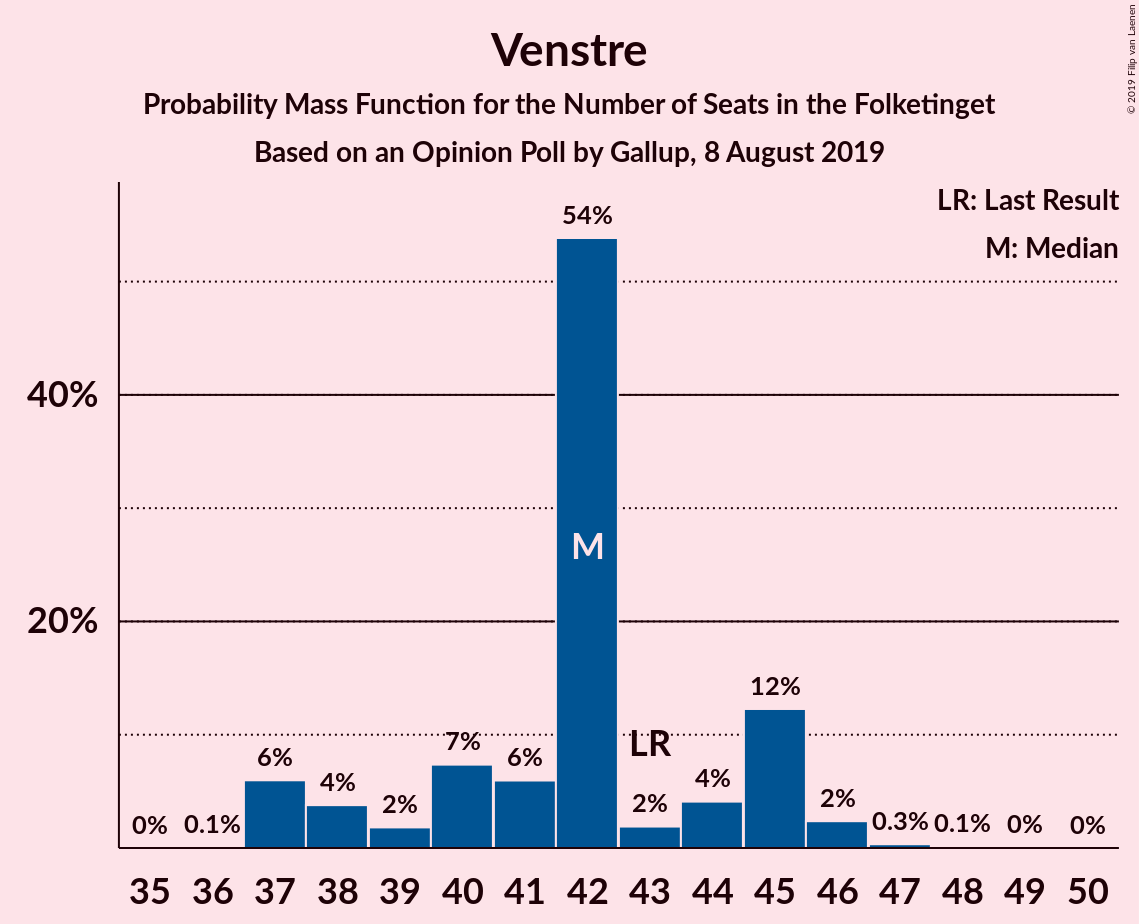 Venstre
Probability Mass Function for the Number of Seats in the Folketinget
Based on an Opinion Poll by Gallup, 8 August 2019
© 2019 Filip van Laenen
LR: Last Result
M: Median
40%
20%
0%
0.1%
6%
4%
2%
7%
6%
54%
M
2%
LR
4%
12%
2%
0.3%
0.1%
0%
0%
35 36 37 38 39 40 41 42 43 44 45 46 47 48 49 50